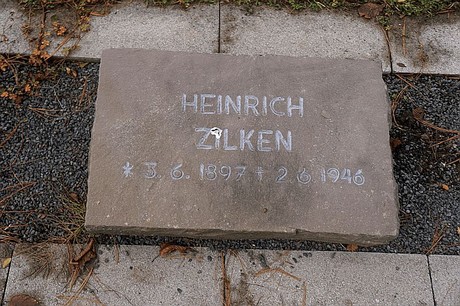 HEINRICH
ZILKEN
* 3. 6. 1897 † 2 6 1946